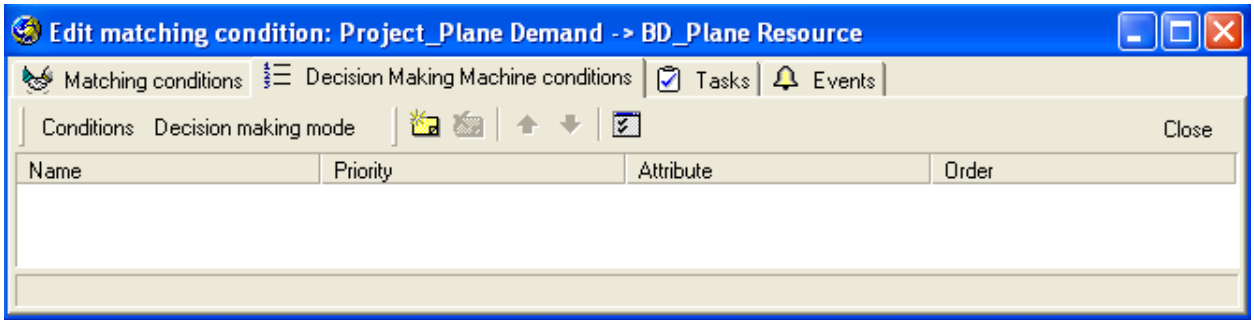 Edit matching condition: Project_Plane Demand -> BD_Plane Resource
Matching conditions Decision Making Machine conditions Tasks Events
Conditions Decision making mode Close
Name Priority Attribute Order